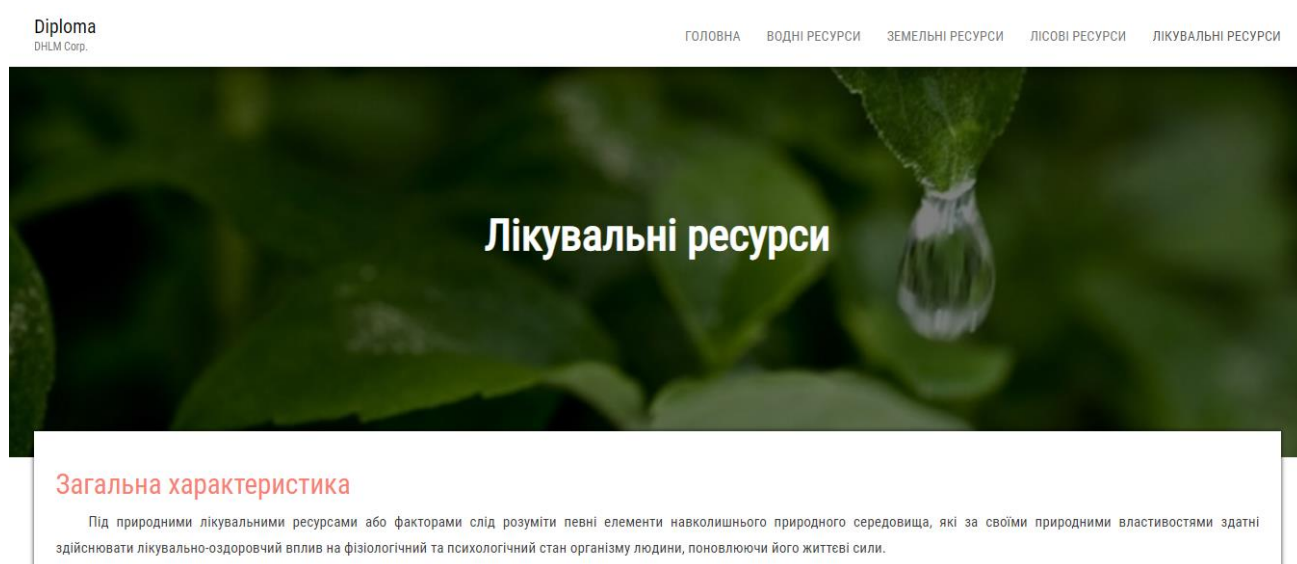 Diploma
DHLM Corp.
ГОЛОВНА ВОДНІ РЕСУРСИ ЗЕМЕЛЬНІ РЕСУРСИ ЛІСОВІ РЕСУРСИ ЛІКУВАЛЬНІ РЕСУРСИ
Лікувальні ресурси
Загальна характеристика
Під природними лікувальними ресурсами або факторами слід розуміти певні елементи навколишнього природного середовища, які за своїми природними властивостями здатні
здійснювати лікувально-оздоровчий вплив на фізіологічний та психологічний стан організму людини, поновлюючи його життєві сили.